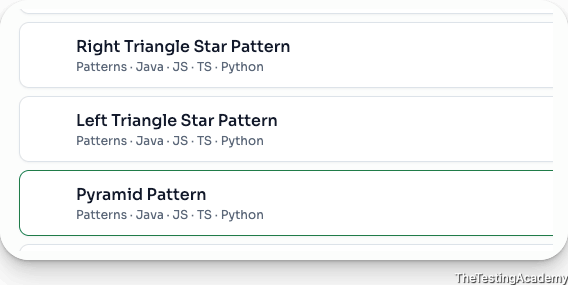 Right Triangle Star Pattern
Patterns · Java · JS · TS · Python
Left Triangle Star Pattern
Patterns · Java · JS · TS · Python
Pyramid Pattern
Patterns · Java · JS · TS · Python
TheTestingAcademy